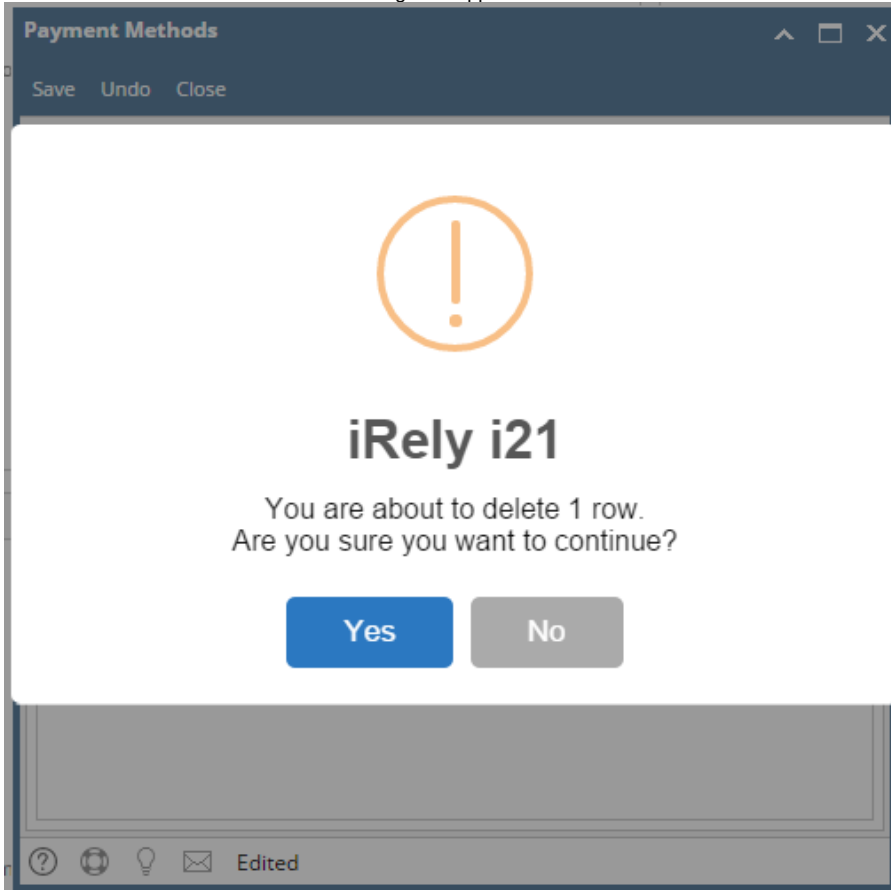 Payment Methods
Save Undo Close
iRely i21
You are about to delete 1 row.
Are you sure you want to continue?
Yes No
Edited